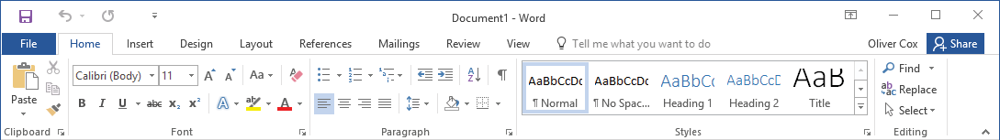 Document1 - Word
File Home Insert Design Layout References Mailings Review View Tell me what you want to do Oliver Cox Share
Calibri (Body) 11 A A Aa A AaBbCcDc AaBbCcDc AaBbCc AaBbCcD AaB Find
Paste ¶ Normal ¶ No Spac... Heading 1 Heading 2 Title Replace
B I U abc x₂ x² A ab A Select
Clipboard Font Paragraph Styles Editing